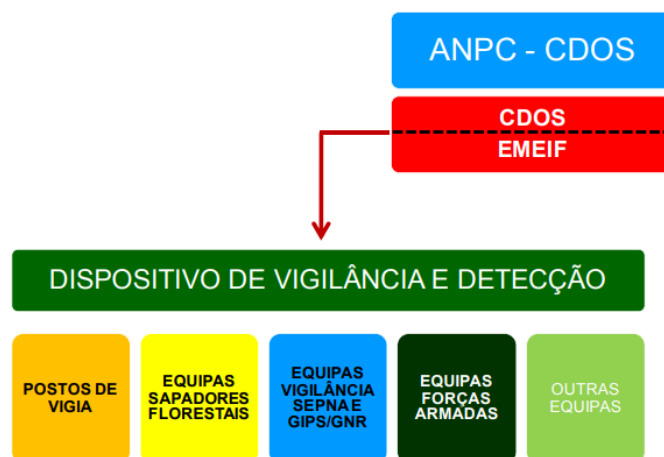 ANPC - CDOS
CDOS
EMEIF
DISPOSITIVO DE VIGILÂNCIA E DETECÇÃO
POSTOS DE
VIGIA
EQUIPAS
SAPADORES
FLORESTAIS
EQUIPAS
VIGILÂNCIA
SEPNA E
GIPS/GNR
EQUIPAS
FORÇAS
ARMADAS
OUTRAS
EQUIPAS